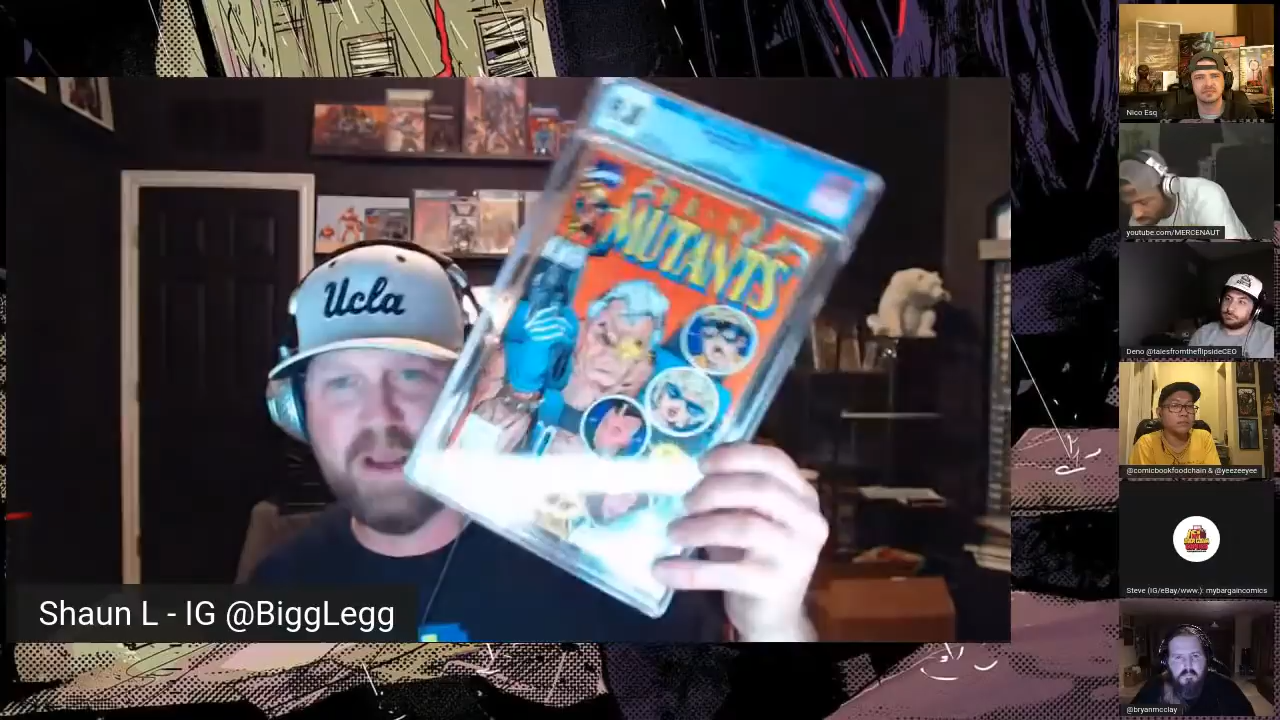 Ucla
MUTANTS
Shaun L - IG @BiggLegg
Nico Esq
youtube.com/MERCENAUT
Deno @talesfromtheflipsideCEO
@comicbookfoodchain & @yeezeeyee
Steve (IG/eBay/www.): mybargaincomics
@bryanmcclay